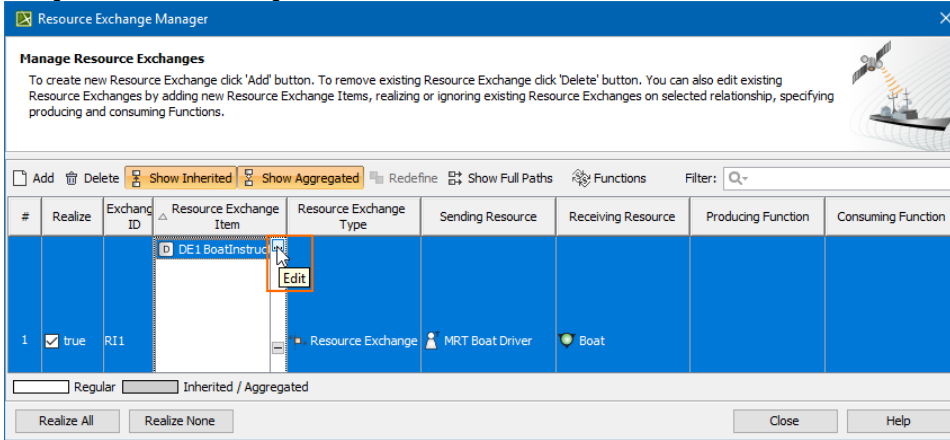 Resource Exchange Manager
Manage Resource Exchanges
To create new Resource Exchange click 'Add' button. To remove existing Resource Exchange click 'Delete' button. You can also edit existing
Resource Exchanges by adding new Resource Exchange Items, realizing or ignoring existing Resource Exchanges on selected relationship, specifying
producing and consuming Functions.
Add Delete Show Inherited Show Aggregated Redefine Show Full Paths Functions Filter:
# Realize Exchang ID Resource Exchange Item Resource Exchange Type Sending Resource Receiving Resource Producing Function Consuming Function
D DE1 BoatInstruc
Edit
1 true RI1 Resource Exchange MRT Boat Driver Boat
Regular Inherited / Aggregated
Realize All Realize None Close Help